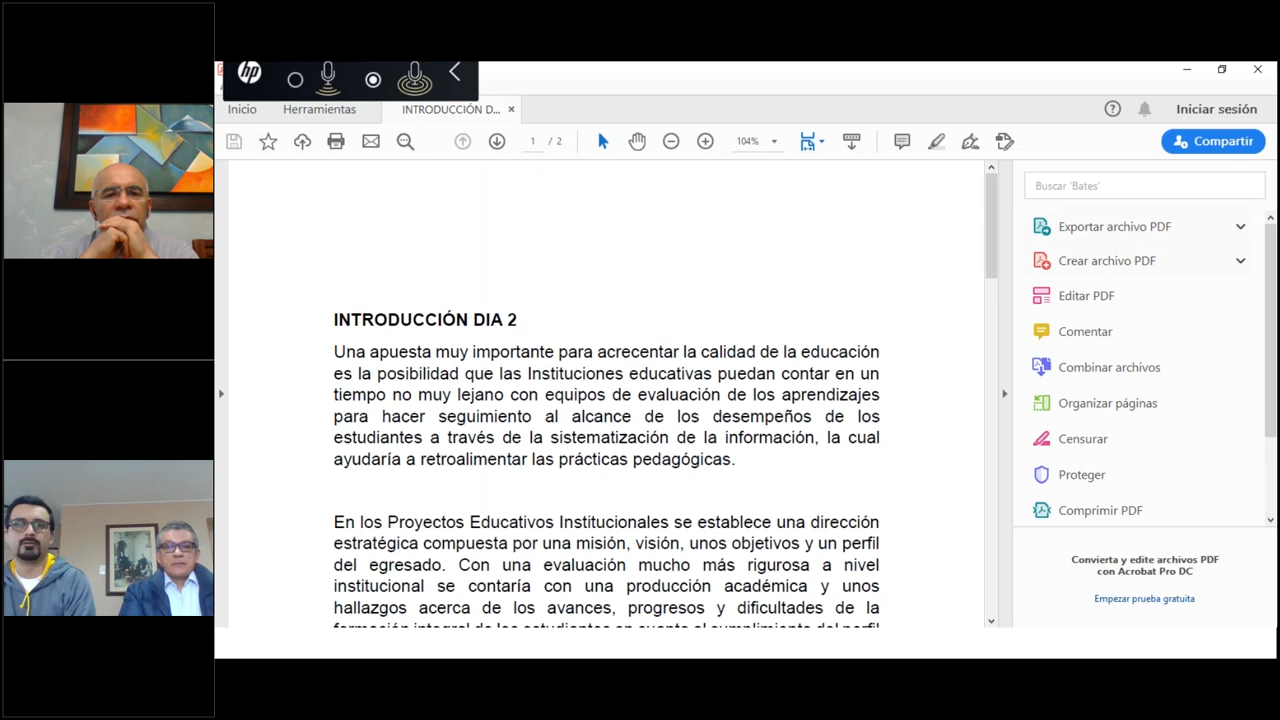 hp
Inicio
Herramientas
INTRODUCCIÓN D...
Iniciar sesión
1 / 2
104%
Compartir
Buscar 'Bates'
Exportar archivo PDF
Crear archivo PDF
Editar PDF
Comentar
Combinar archivos
Organizar páginas
Censurar
Proteger
Comprimir PDF
Convierta y edite archivos PDF
con Acrobat Pro DC
Empezar prueba gratuita
INTRODUCCIÓN DIA 2
Una apuesta muy importante para acrecentar la calidad de la educación
es la posibilidad que las Instituciones educativas puedan contar en un
tiempo no muy lejano con equipos de evaluación de los aprendizajes
para hacer seguimiento al alcance de los desempeños de los
estudiantes a través de la sistematización de la información, la cual
ayudaría a retroalimentar las prácticas pedagógicas.
En los Proyectos Educativos Institucionales se establece una dirección
estratégica compuesta por una misión, visión, unos objetivos y un perfil
del egresado. Con una evaluación mucho más rigurosa a nivel
institucional se contaría con una producción académica y unos
hallazgos acerca de los avances, progresos y dificultades de la
formación integral de los estudiantes en cuanto al cumplimiento del perfil